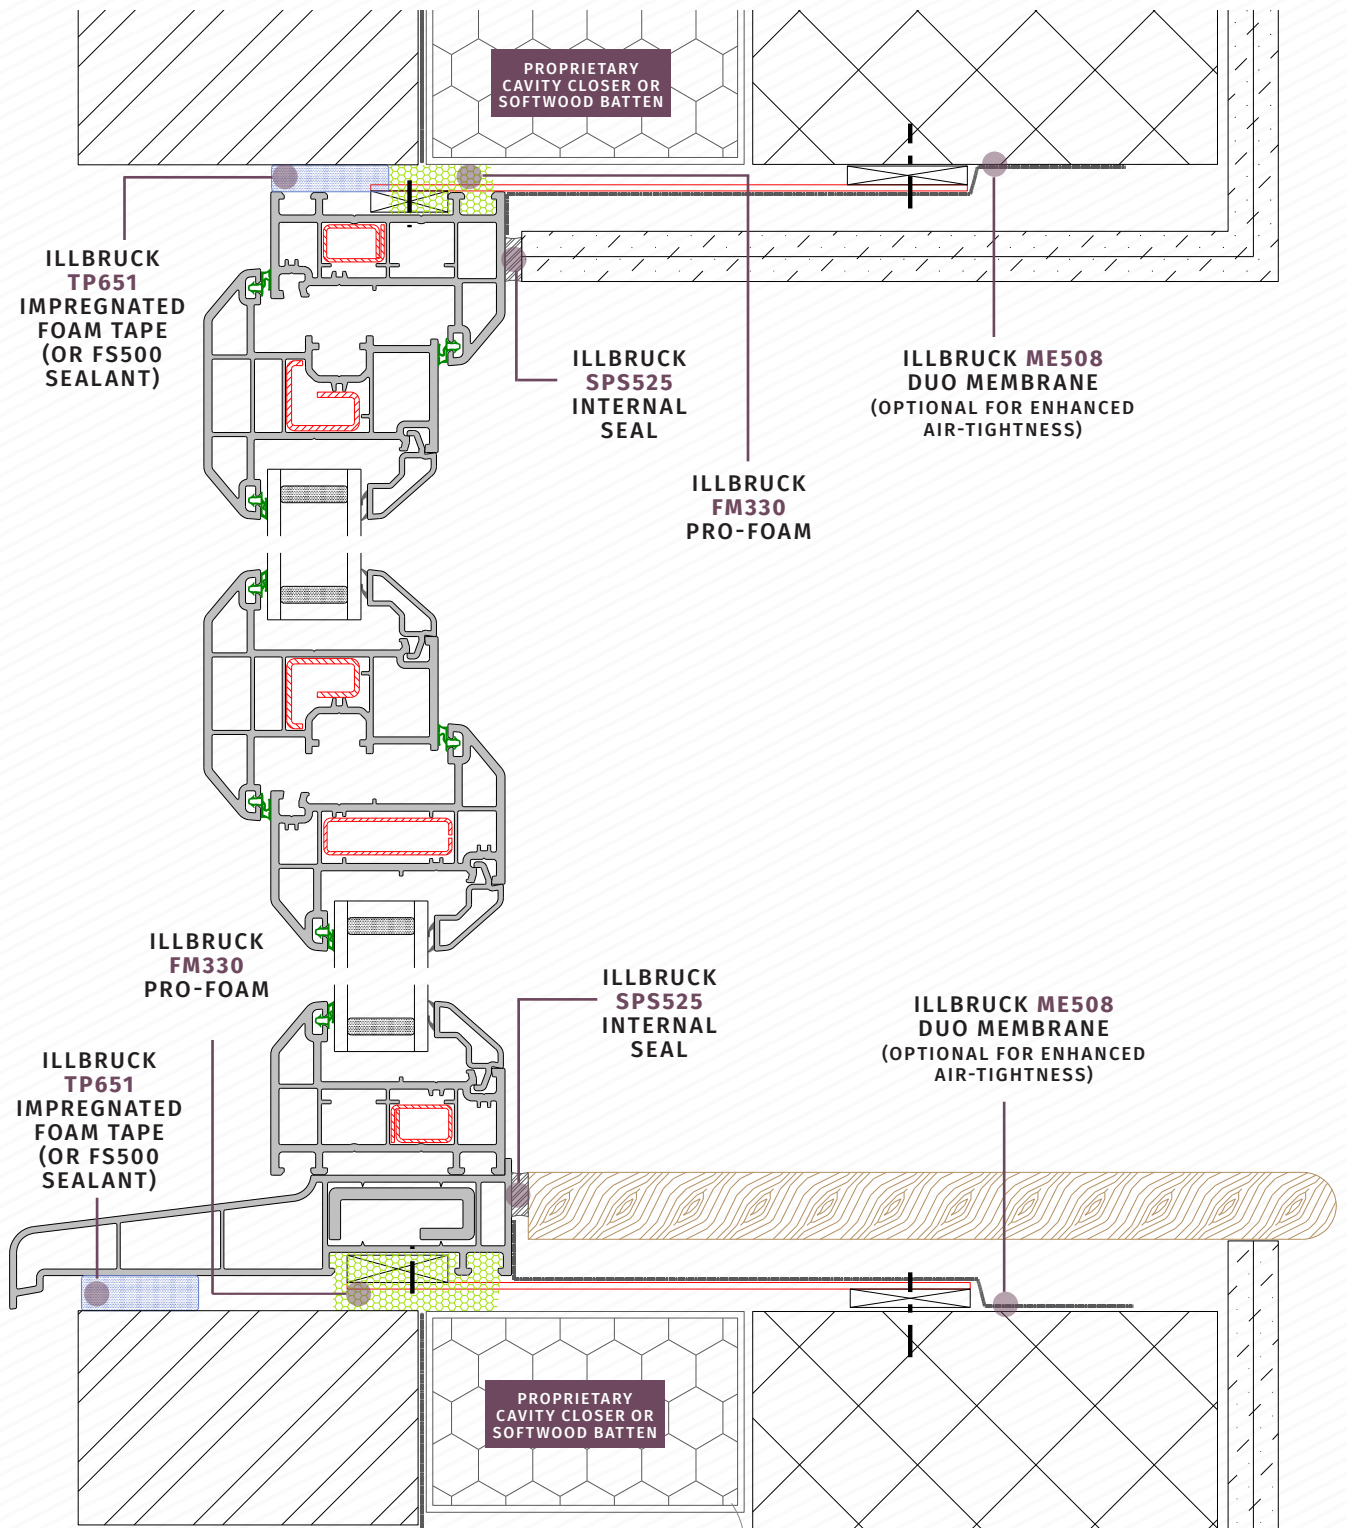 PROPRIETARY
CAVITY CLOSER OR
SOFTWOOD BATTEN
ILLBRUCK
TP651
IMPREGNATED
FOAM TAPE
(OR FS500
SEALANT)
ILLBRUCK
SPS525
INTERNAL
SEAL
ILLBRUCK ME508
DUO MEMBRANE
(OPTIONAL FOR ENHANCED
AIR-TIGHTNESS)
ILLBRUCK
FM330
PRO-FOAM
ILLBRUCK
FM330
PRO-FOAM
ILLBRUCK
SPS525
INTERNAL
SEAL
ILLBRUCK ME508
DUO MEMBRANE
(OPTIONAL FOR ENHANCED
AIR-TIGHTNESS)
ILLBRUCK
TP651
IMPREGNATED
FOAM TAPE
(OR FS500
SEALANT)
PROPRIETARY
CAVITY CLOSER OR
SOFTWOOD BATTEN